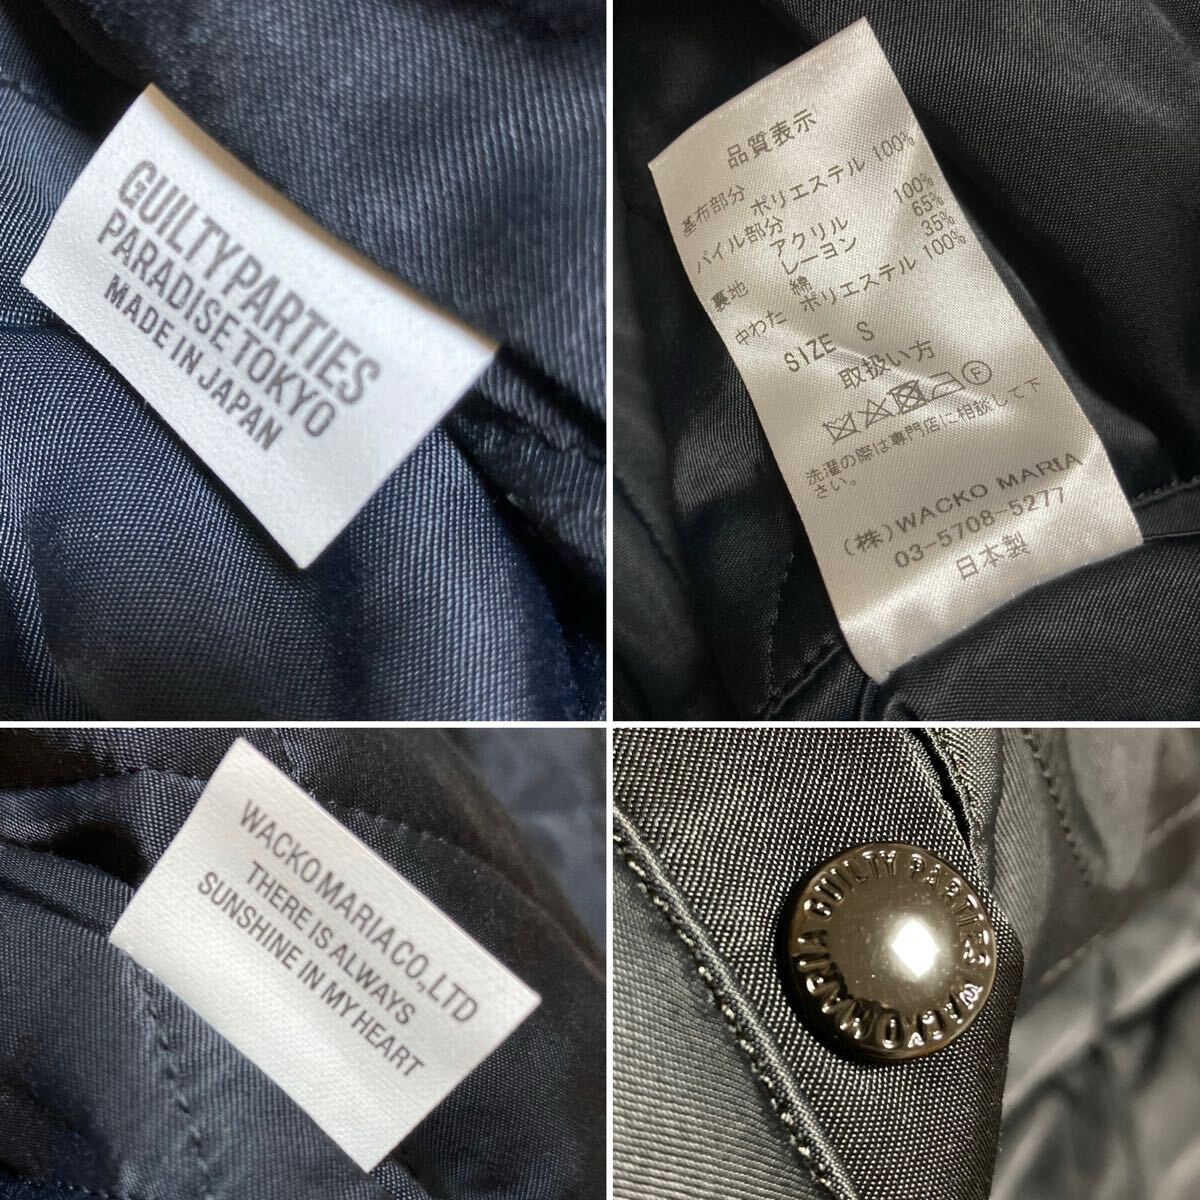 GUILTY PARTIES
PARADISE TOKYO
MADE IN JAPAN
品質表示
基布部分
ポリエステル 100%
パイル部分
アクリル 100%
レーヨン 65%
裏地 綿 35%
中わた ポリエステル 100%
SIZE S
取扱い方
F
洗濯の際は専門店に相談して下
さい。
(株)WACKO MARIA
03-5708-5277
日本製
WACKO MARIA CO.,LTD
THERE IS ALWAYS
SUNSHINE IN MY HEART
GUILTY PARTIES WACKO MARIA